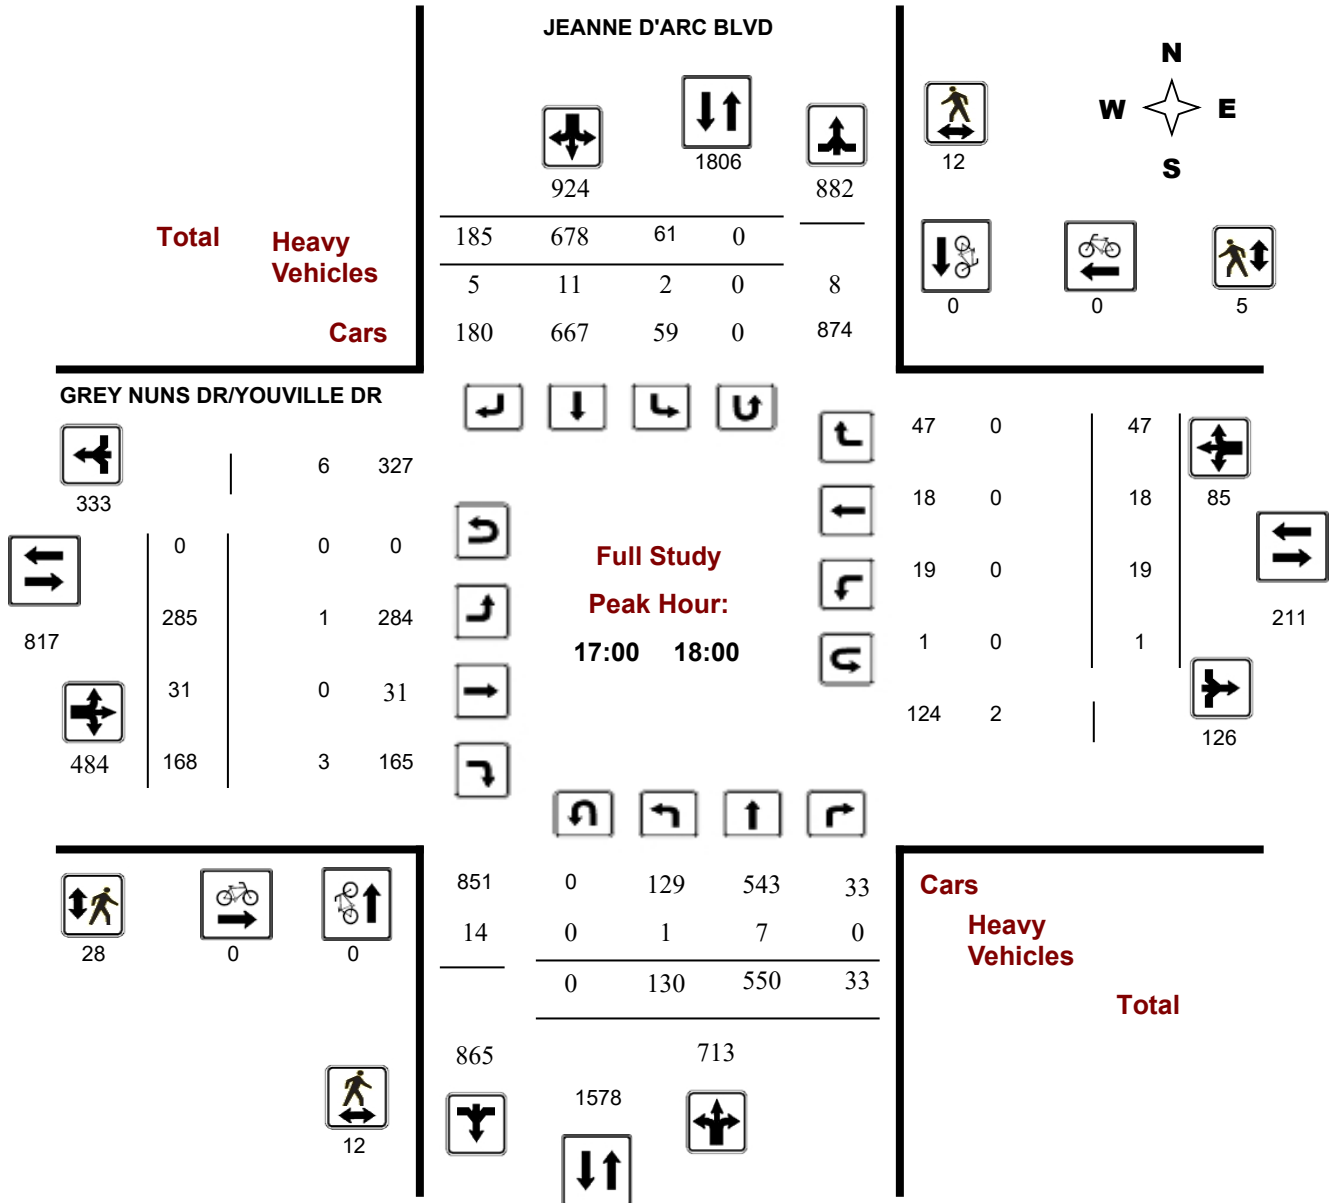 JEANNE D'ARC BLVD
N
W E
S
1806
12
924 882
Total Heavy Vehicles
185 678 61 0
5 11 2 0 8
Cars
180 667 59 0 874
0 0 5
GREY NUNS DR/YOUVILLE DR
333
6 327
0 0 0
817
285 1 284
31 0 31
484
168 3 165
Full Study
Peak Hour:
17:00 18:00
47 0 47
18 0 18
85
19 0 19
211
1 0 1
124 2
126
851 0 129 543 33
14 0 1 7 0
0 130 550 33
865 713
1578
28 0 0
12
Cars
Heavy
Vehicles
Total